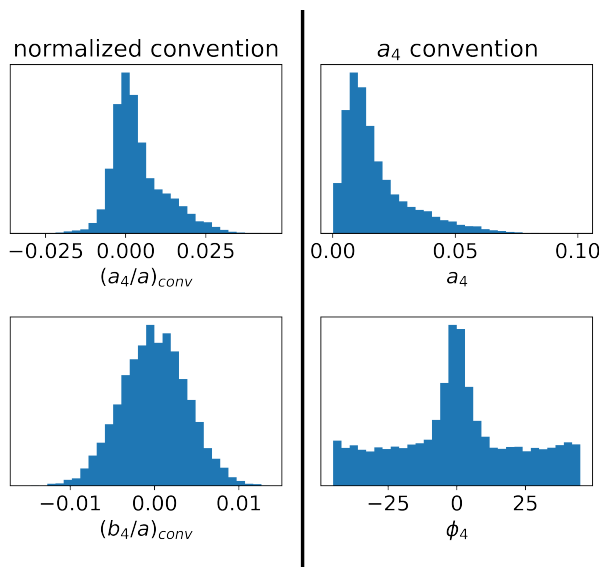 normalized convention
a₄ convention
−0.025 0.000 0.025
(a₄/a)conv
0.00 0.05 0.10
a₄
−0.01 0.00 0.01
(b₄/a)conv
−25 0 25
ϕ₄